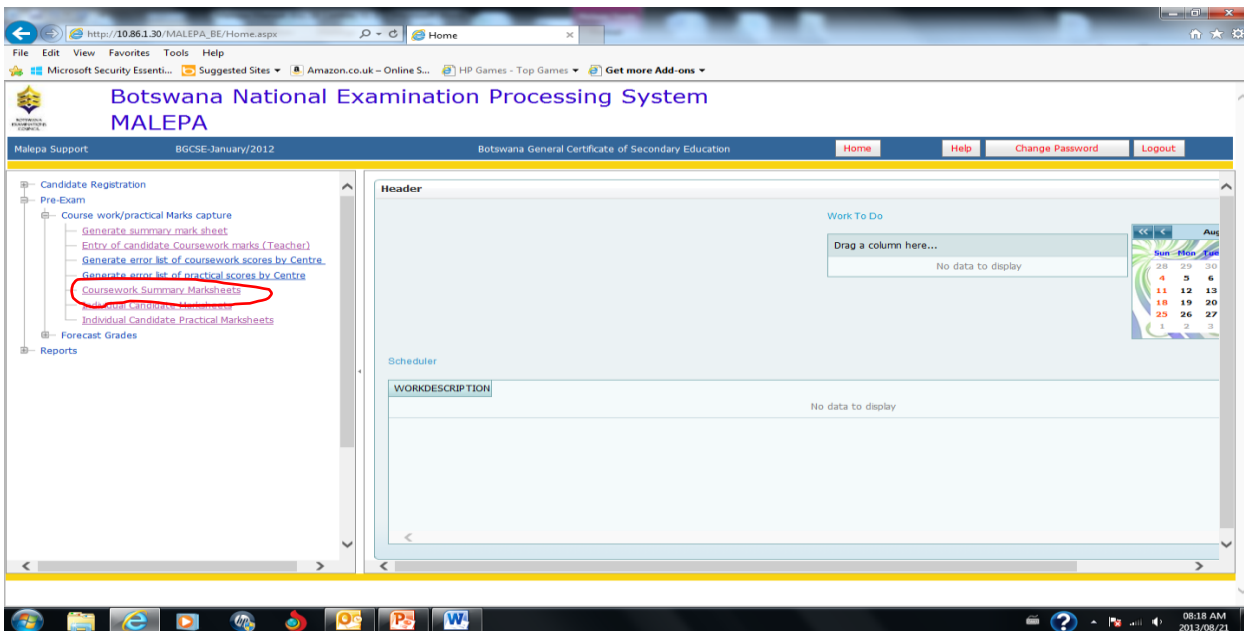 http://10.86.1.30/MALEPA_BE/Home.aspx
Home
File Edit View Favorites Tools Help
Microsoft Security Essenti... Suggested Sites Amazon.co.uk – Online S... HP Games - Top Games Get more Add-ons
Botswana National Examination Processing System
MALEPA
BOTSWANA EXAMINATIONS COUNCIL
Malepa Support BGCSE-January/2012 Botswana General Certificate of Secondary Education Home Help Change Password Logout
Candidate Registration
Pre-Exam
Course work/practical Marks capture
Generate summary mark sheet
Entry of candidate Coursework marks (Teacher)
Generate error list of coursework scores by Centre
Generate error list of practical scores by Centre
Coursework Summary Marksheets
Individual Candidate Marksheets
Individual Candidate Practical Marksheets
Forecast Grades
Reports
Header
Work To Do
Drag a column here...
No data to display
Aug
Sun Mon Tue
28 29 30
4 5 6
11 12 13
18 19 20
25 26 27
1 2 3
Scheduler
WORKDESCRIPTION
No data to display
08:18 AM
2013/08/21